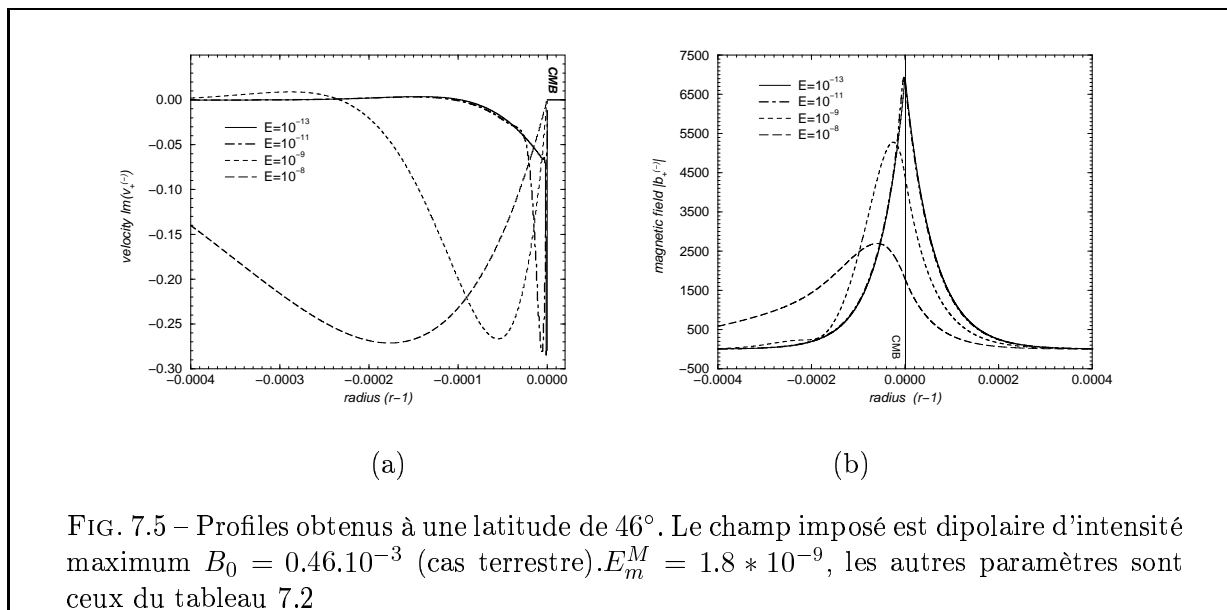 0.00
−0.05
−0.10
−0.15
−0.20
−0.25
−0.30
velocity Im(v₊⁽⁻⁾)
CMB
E=10⁻¹³
E=10⁻¹¹
E=10⁻⁹
E=10⁻⁸
−0.0004 −0.0003 −0.0002 −0.0001 0.0000
radius (r−1)
(a)
7500
6500
5500
4500
3500
2500
1500
500
−500
magnetic field |b₊⁽⁻⁾|
E=10⁻¹³
E=10⁻¹¹
E=10⁻⁹
E=10⁻⁸
CMB
−0.0004 −0.0002 0.0000 0.0002 0.0004
radius (r−1)
(b)
FIG. 7.5 – Profiles obtenus à une latitude de 46°. Le champ imposé est dipolaire d'intensité
maximum B₀ = 0.46.10⁻³ (cas terrestre).Eₘᴹ = 1.8 * 10⁻⁹, les autres paramètres sont
ceux du tableau 7.2